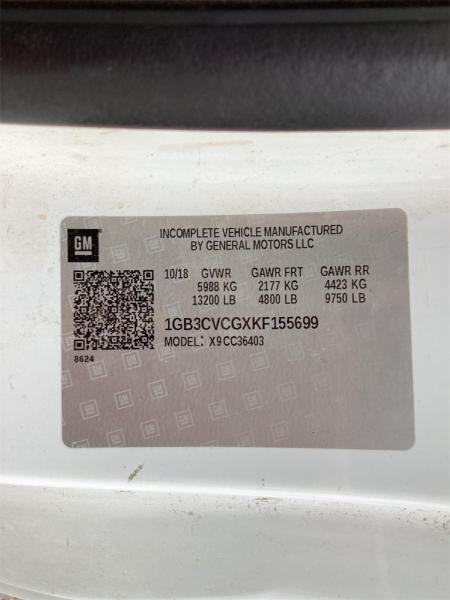 GM
INCOMPLETE VEHICLE MANUFACTURED
BY GENERAL MOTORS LLC
10/18 GVWR GAWR FRT GAWR RR
5988 KG 2177 KG 4423 KG
13200 LB 4800 LB 9750 LB
1GB3CVCGXKF155699
MODEL: X9CC36403
8624